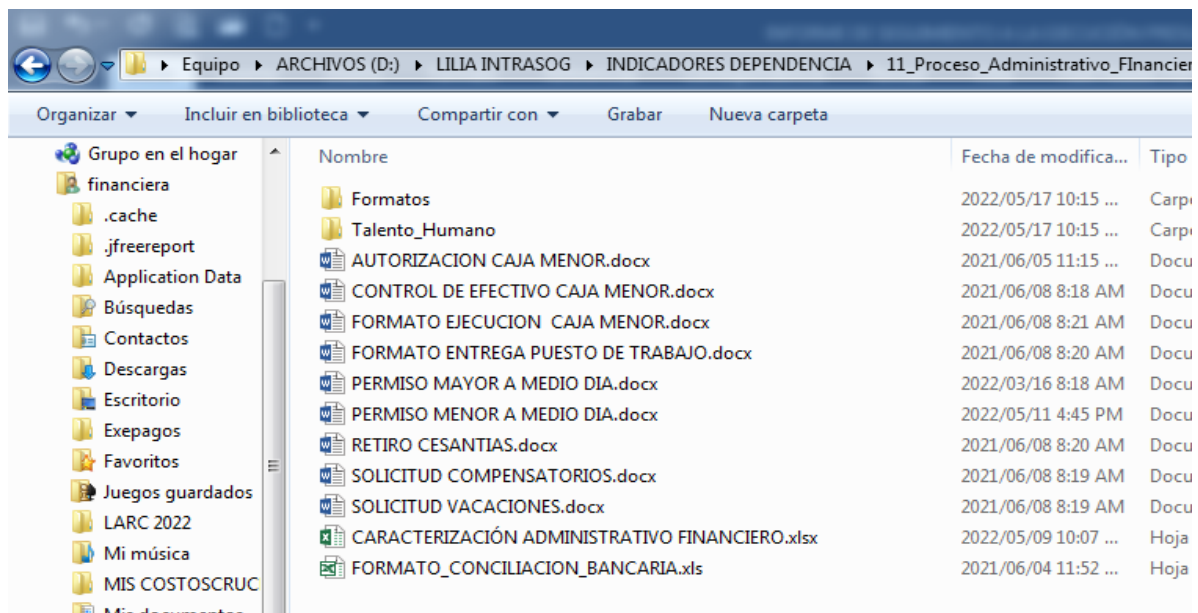 Equipo ARCHIVOS (D:) LILIA INTRASOG INDICADORES DEPENDENCIA 11_Proceso_Administrativo_FInancier
Organizar Incluir en biblioteca Compartir con Grabar Nueva carpeta
Grupo en el hogar
financiera
.cache
.jfreereport
Application Data
Búsquedas
Contactos
Descargas
Escritorio
Exepagos
Favoritos
Juegos guardados
LARC 2022
Mi música
MIS COSTOSCRUC
Mis documentos
Nombre Fecha de modifica... Tipo
Formatos 2022/05/17 10:15 ... Carpe
Talento_Humano 2022/05/17 10:15 ... Carpe
AUTORIZACION CAJA MENOR.docx 2021/06/05 11:15 ... Docu
CONTROL DE EFECTIVO CAJA MENOR.docx 2021/06/08 8:18 AM Docu
FORMATO EJECUCION CAJA MENOR.docx 2021/06/08 8:21 AM Docu
FORMATO ENTREGA PUESTO DE TRABAJO.docx 2021/06/08 8:20 AM Docu
PERMISO MAYOR A MEDIO DIA.docx 2022/03/16 8:18 AM Docu
PERMISO MENOR A MEDIO DIA.docx 2022/05/11 4:45 PM Docu
RETIRO CESANTIAS.docx 2021/06/08 8:20 AM Docu
SOLICITUD COMPENSATORIOS.docx 2021/06/08 8:19 AM Docu
SOLICITUD VACACIONES.docx 2021/06/08 8:19 AM Docu
CARACTERIZACIÓN ADMINISTRATIVO FINANCIERO.xlsx 2022/05/09 10:07 ... Hoja
FORMATO_CONCILIACION_BANCARIA.xls 2021/06/04 11:52 ... Hoja